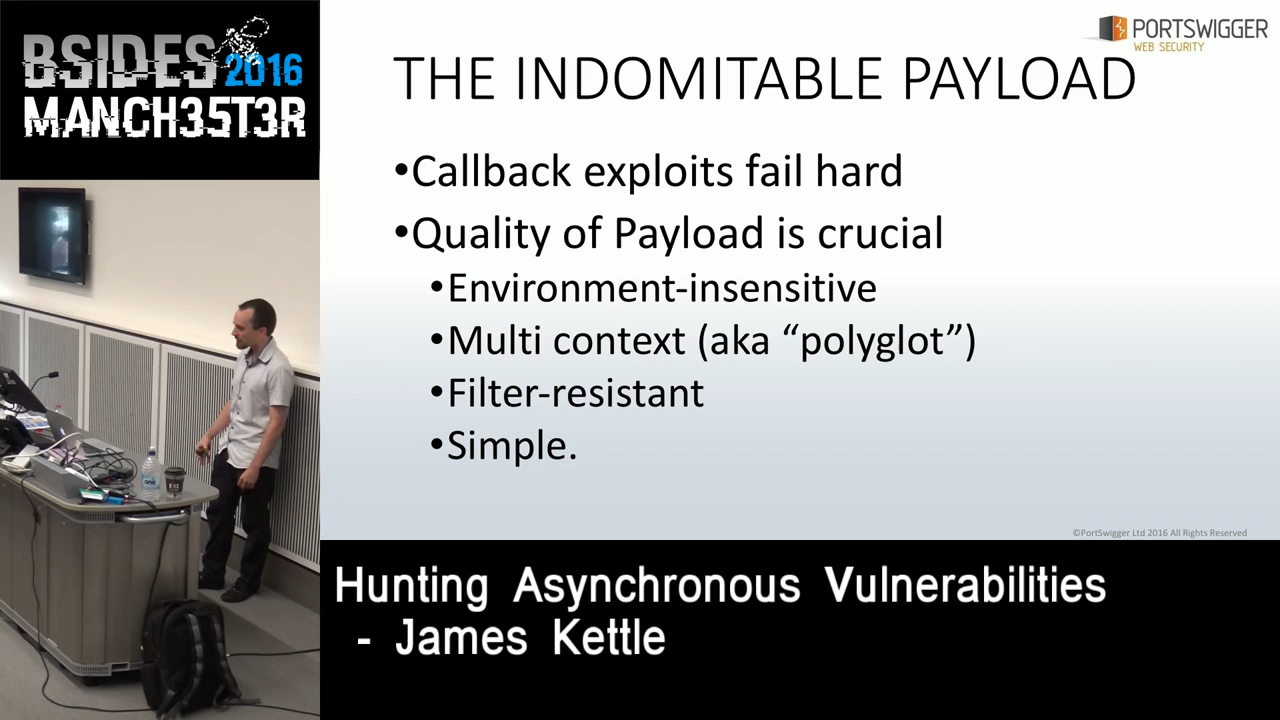 BSIDES 2016
MANCH35T3R
PORTSWIGGER
WEB SECURITY
THE INDOMITABLE PAYLOAD
•Callback exploits fail hard
•Quality of Payload is crucial
•Environment-insensitive
•Multi context (aka “polyglot”)
•Filter-resistant
•Simple.
©PortSwigger Ltd 2016 All Rights Reserved
Hunting Asynchronous Vulnerabilities
- James Kettle